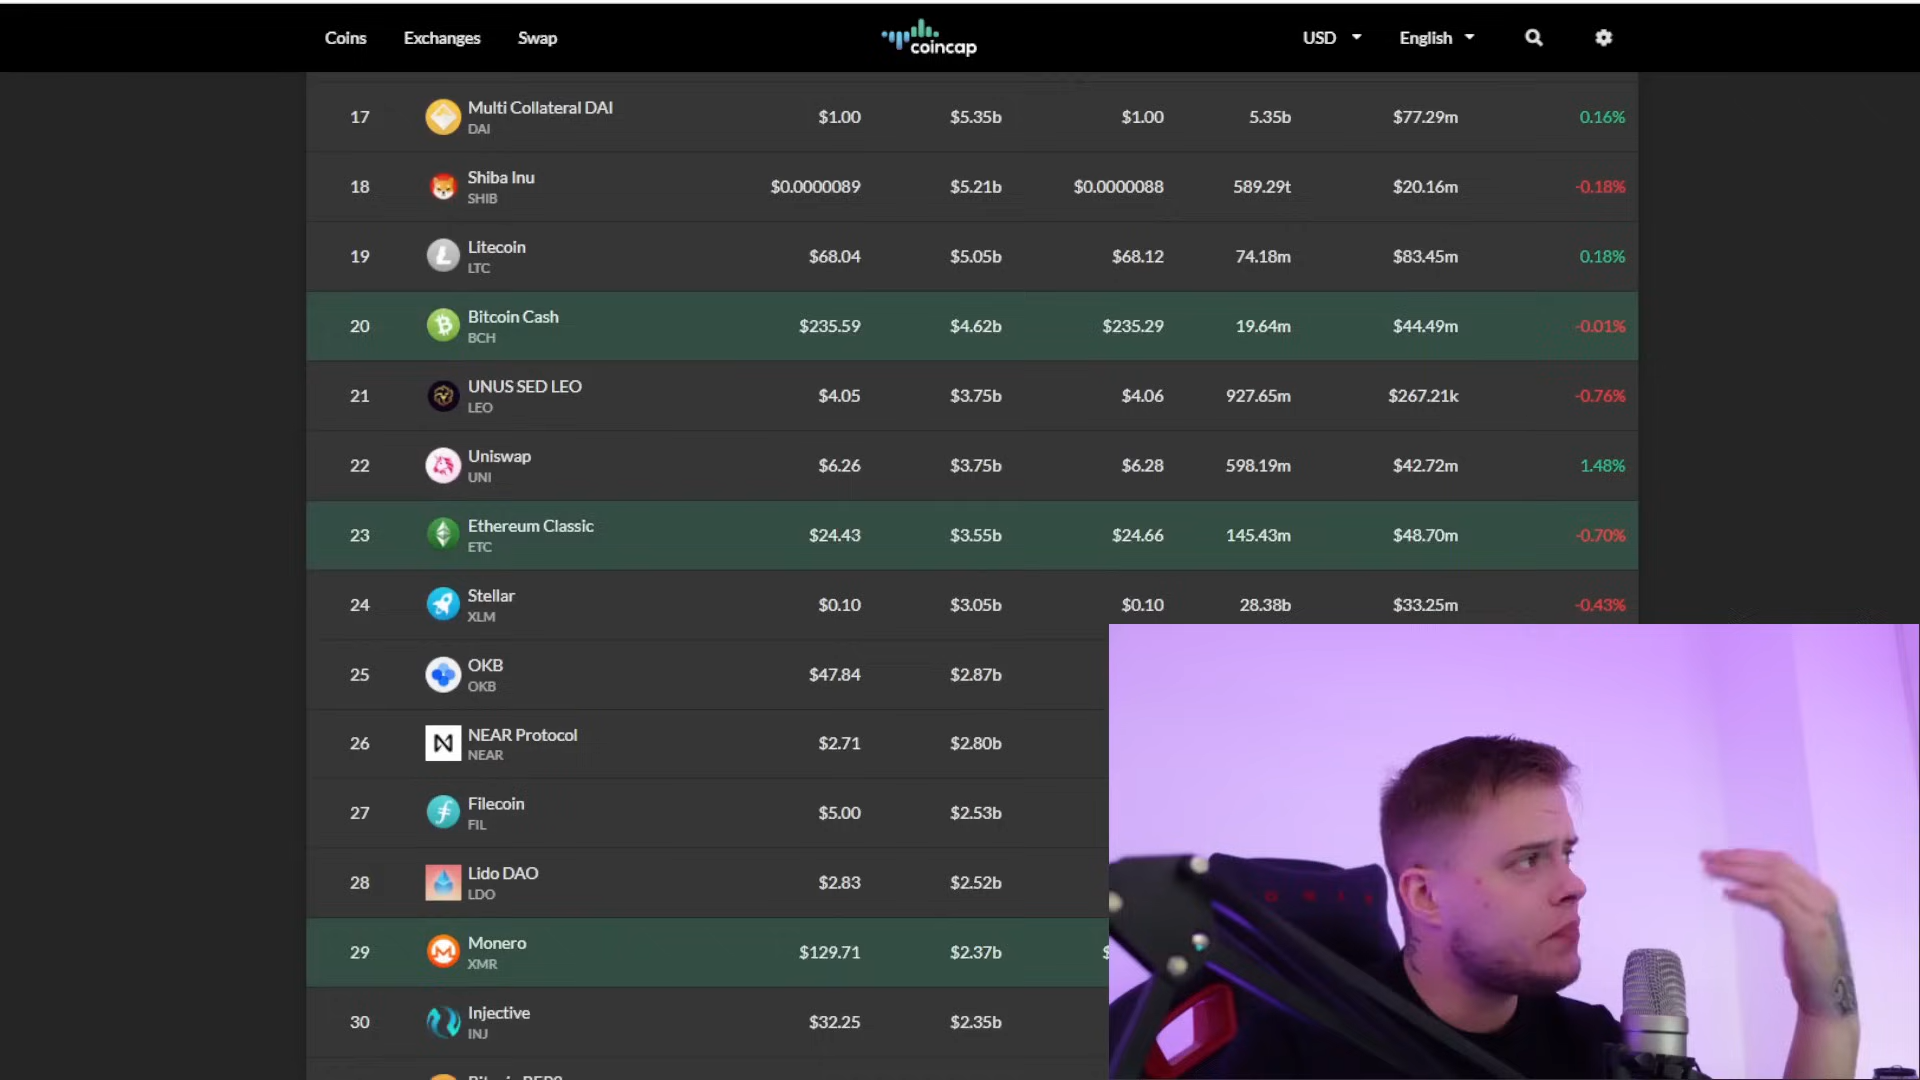 Coins Exchanges Swap coincap USD English
17 Multi Collateral DAI $1.00 $5.35b $1.00 5.35b $77.29m 0.16%
DAI
18 Shiba Inu $0.0000089 $5.21b $0.0000088 589.29t $20.16m -0.18%
SHIB
19 Litecoin $68.04 $5.05b $68.12 74.18m $83.45m 0.18%
LTC
20 Bitcoin Cash $235.59 $4.62b $235.29 19.64m $44.49m -0.01%
BCH
21 UNUS SED LEO $4.05 $3.75b $4.06 927.65m $267.21k -0.76%
LEO
22 Uniswap $6.26 $3.75b $6.28 598.19m $42.72m 1.48%
UNI
23 Ethereum Classic $24.43 $3.55b $24.66 145.43m $48.70m -0.70%
ETC
24 Stellar $0.10 $3.05b $0.10 28.38b $33.25m -0.43%
XLM
25 OKB $47.84 $2.87b
OKB
26 NEAR Protocol $2.71 $2.80b
NEAR
27 Filecoin $5.00 $2.53b
FIL
28 Lido DAO $2.83 $2.52b
LDO
29 Monero $129.71 $2.37b $
XMR
30 Injective $32.25 $2.35b
INJ